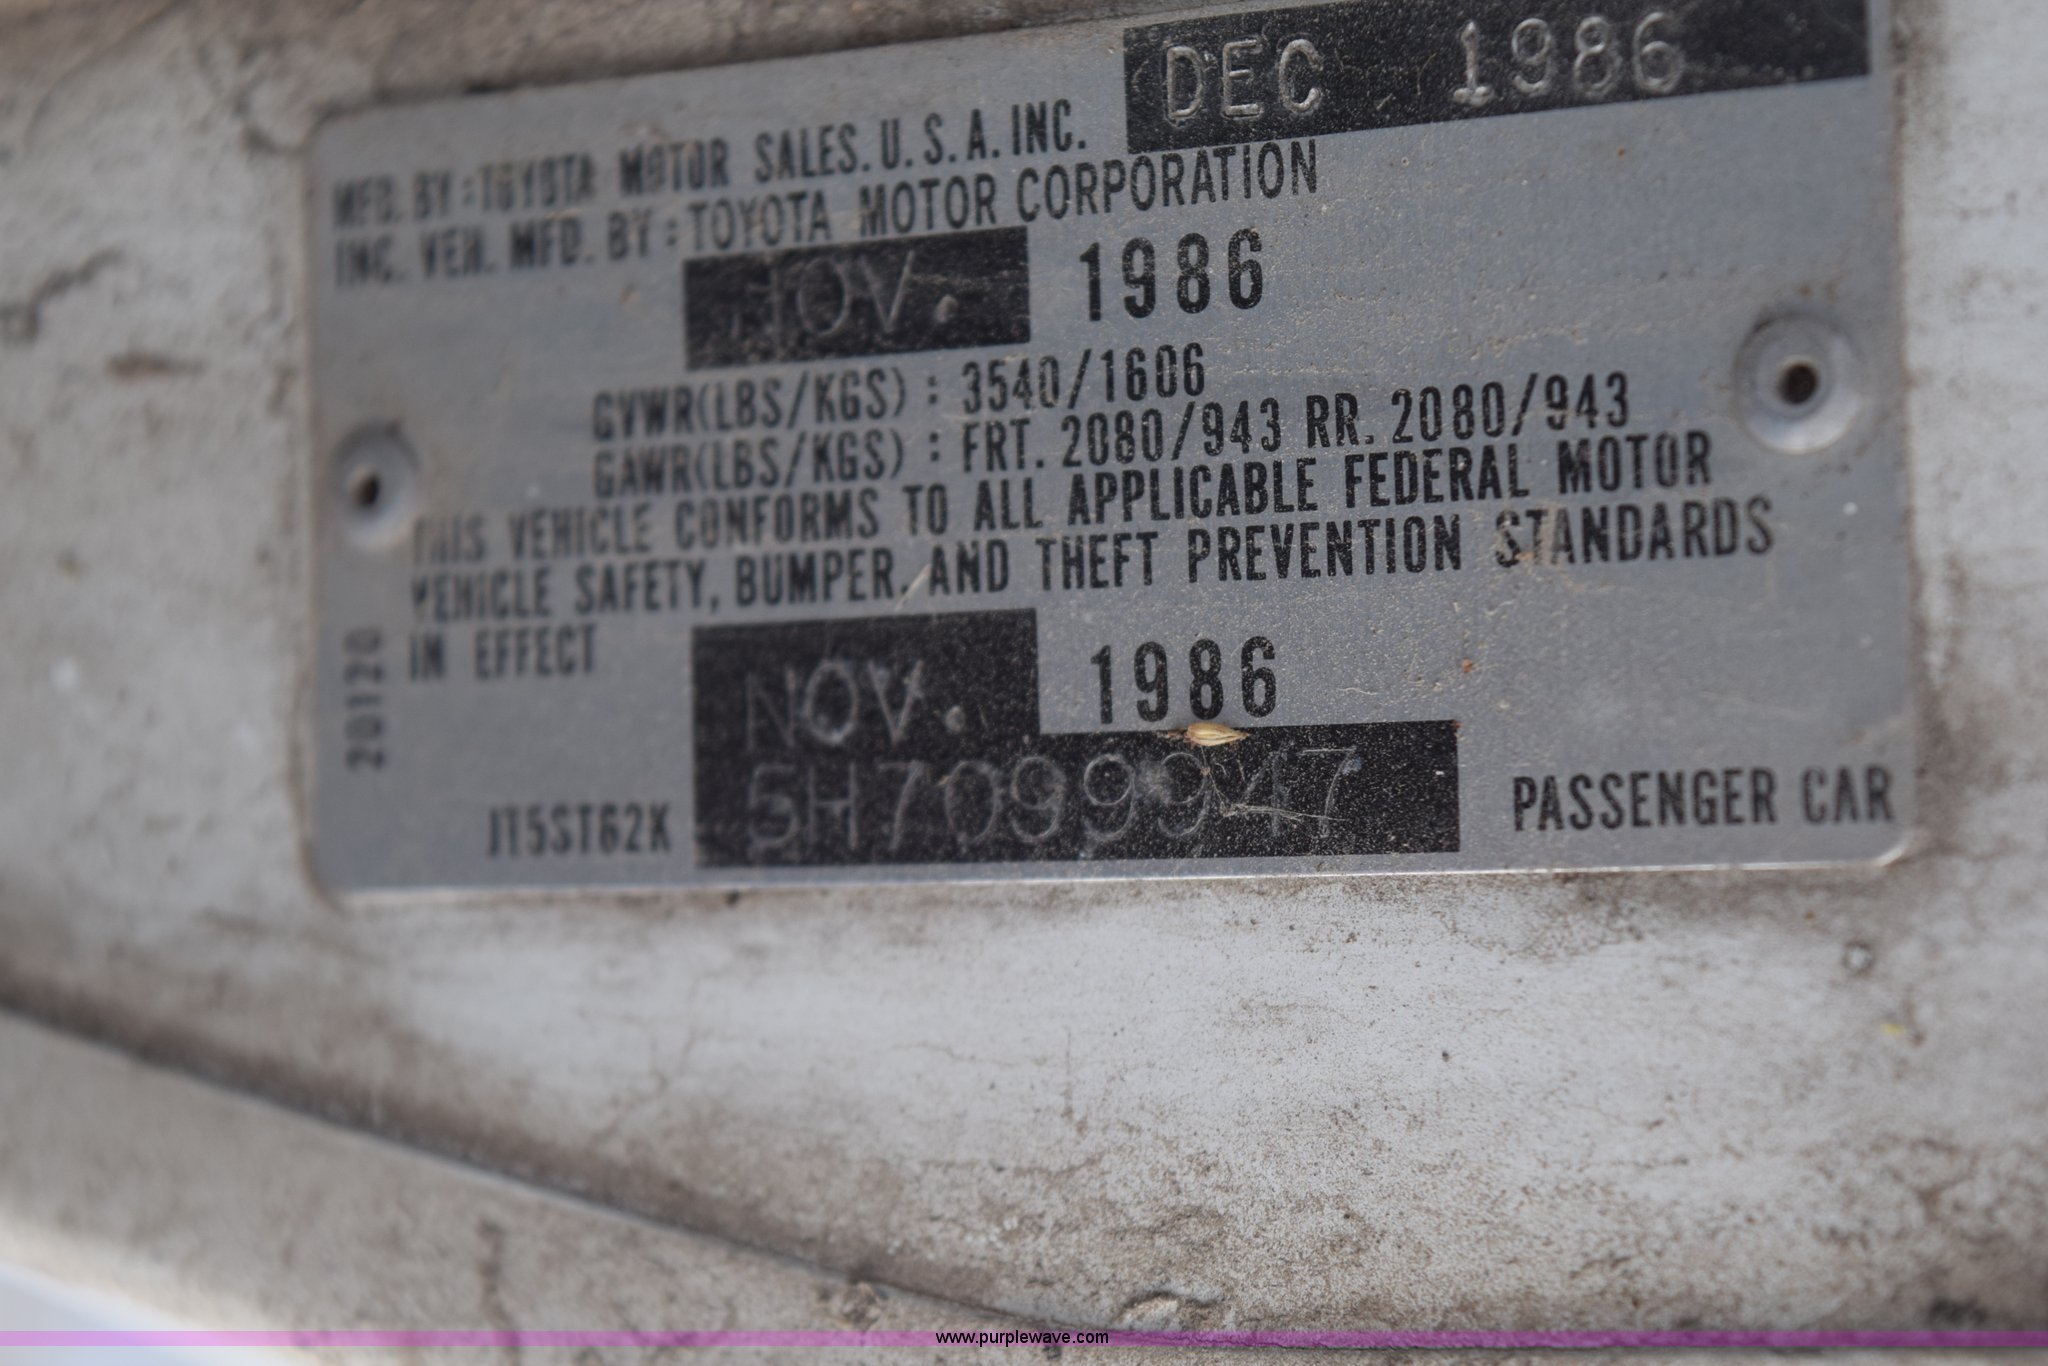 DEC 1986
MFD. BY : TOYOTA MOTOR SALES. U. S. A. INC.
INC. VEH. MFD. BY : TOYOTA MOTOR CORPORATION
NOV. 1986
GVWR(LBS/KGS) : 3540/1606
GAWR(LBS/KGS) : FRT. 2080/943 RR. 2080/943
THIS VEHICLE CONFORMS TO ALL APPLICABLE FEDERAL MOTOR
VEHICLE SAFETY, BUMPER, AND THEFT PREVENTION STANDARDS
IN EFFECT
NOV. 1986
20120
JT5ST62K 5H7099947 PASSENGER CAR
www.purplewave.com